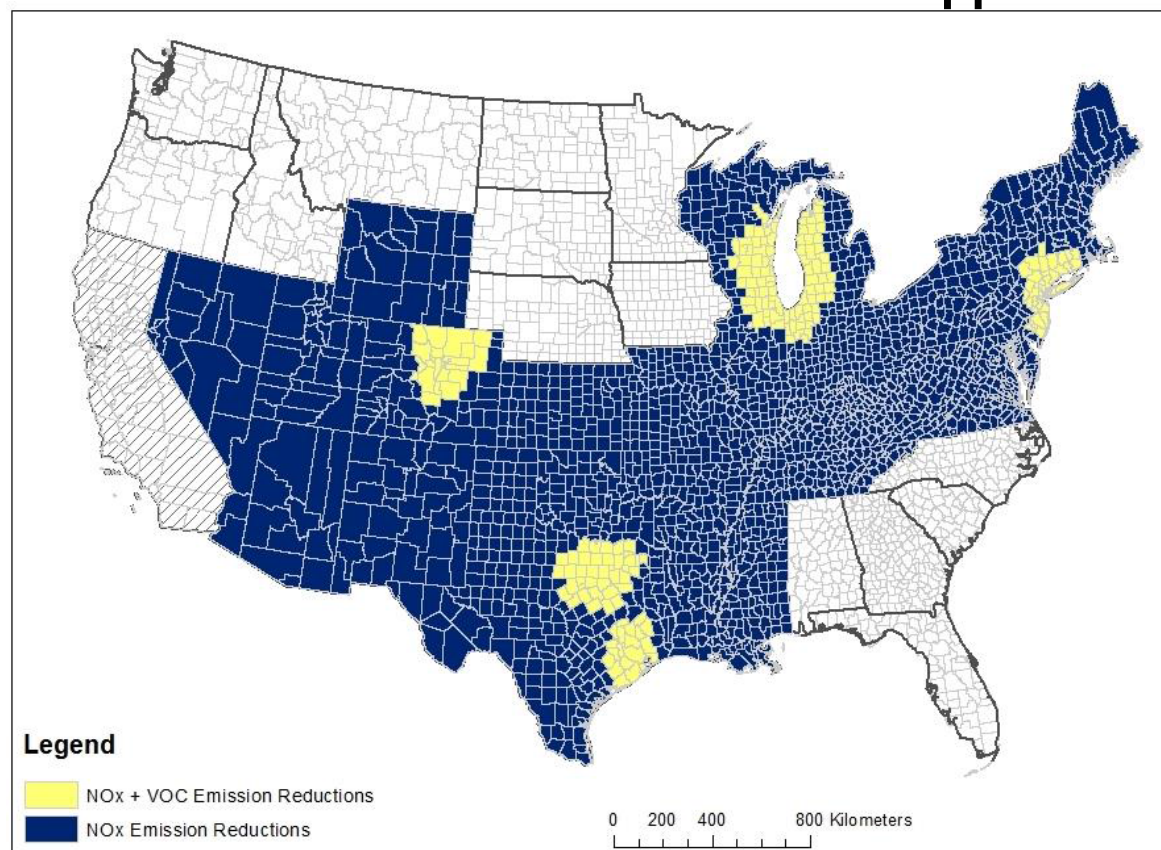 Legend
NOx + VOC Emission Reductions
NOx Emission Reductions
0 200 400 800 Kilometers